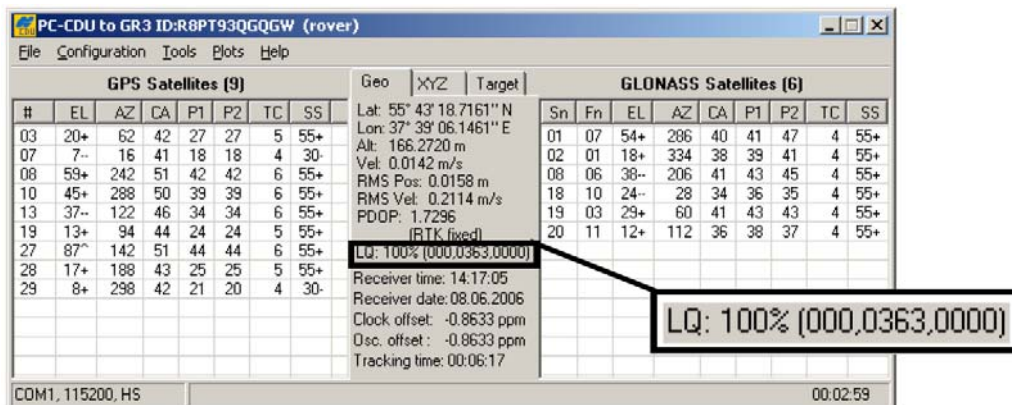 PC-CDU to GR3 ID:R8PT93QGQGW (rover)
File Configuration Tools Plots Help
GPS Satellites (9)
# EL AZ CA P1 P2 TC SS
03 20+ 62 42 27 27 5 55+
07 7-- 16 41 18 18 4 30-
08 59+ 242 51 42 42 6 55+
10 45+ 288 50 39 39 6 55+
13 37-- 122 46 34 34 6 55+
19 13+ 94 44 24 24 5 55+
27 87^ 142 51 44 44 6 55+
28 17+ 188 43 25 25 5 55+
29 8+ 298 42 21 20 4 30-
Geo XYZ Target
Lat: 55° 43' 18.7161'' N
Lon: 37° 39' 06.1461'' E
Alt: 166.2720 m
Vel: 0.0142 m/s
RMS Pos: 0.0158 m
RMS Vel: 0.2114 m/s
PDOP: 1.7296
(RTK fixed)
LQ: 100% (000,0363,0000)
Receiver time: 14:17:05
Receiver date: 08.06.2006
Clock offset: -0.8633 ppm
Osc. offset: -0.8633 ppm
Tracking time: 00:06:17
GLONASS Satellites (6)
Sn Fn EL AZ CA P1 P2 TC SS
01 07 54+ 286 40 41 47 4 55+
02 01 18+ 334 38 39 41 4 55+
08 06 38-- 206 41 43 45 4 55+
18 10 24-- 28 34 36 35 4 55+
19 03 29+ 60 41 43 43 4 55+
20 11 12+ 112 36 38 37 4 55+
LQ: 100% (000,0363,0000)
COM1, 115200, HS
00:02:59